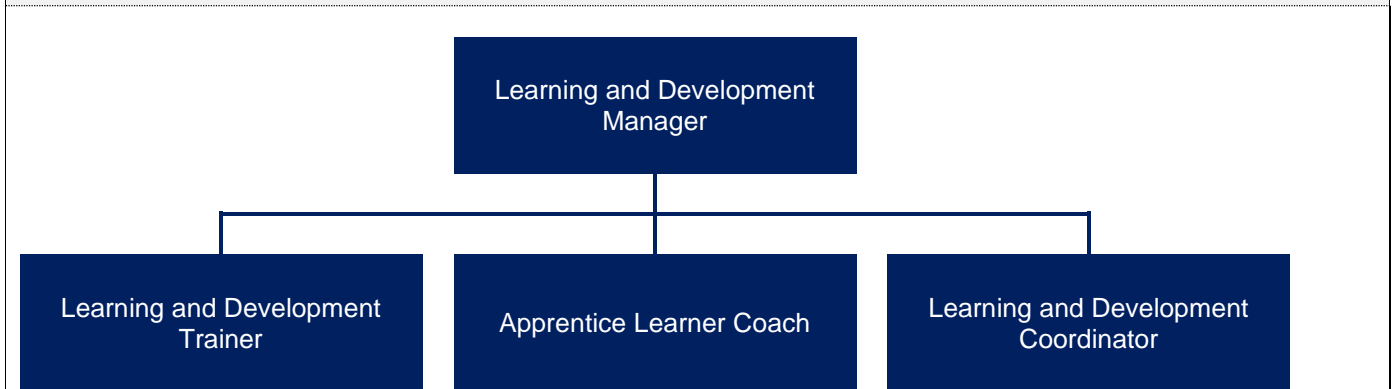 Learning and Development
Manager
Learning and Development
Trainer
Apprentice Learner Coach
Learning and Development
Coordinator